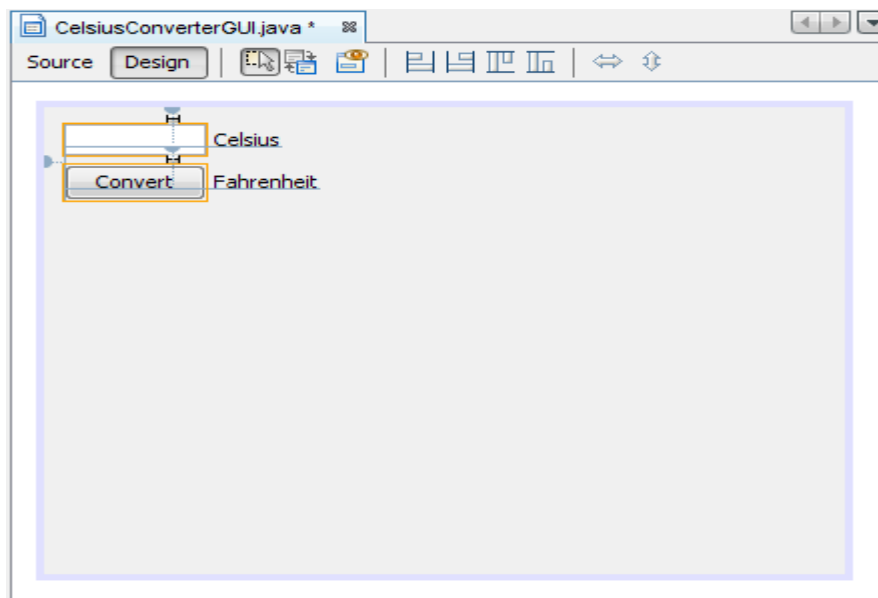 CelsiusConverterGUI.java *
Source Design
Celsius
Convert Fahrenheit